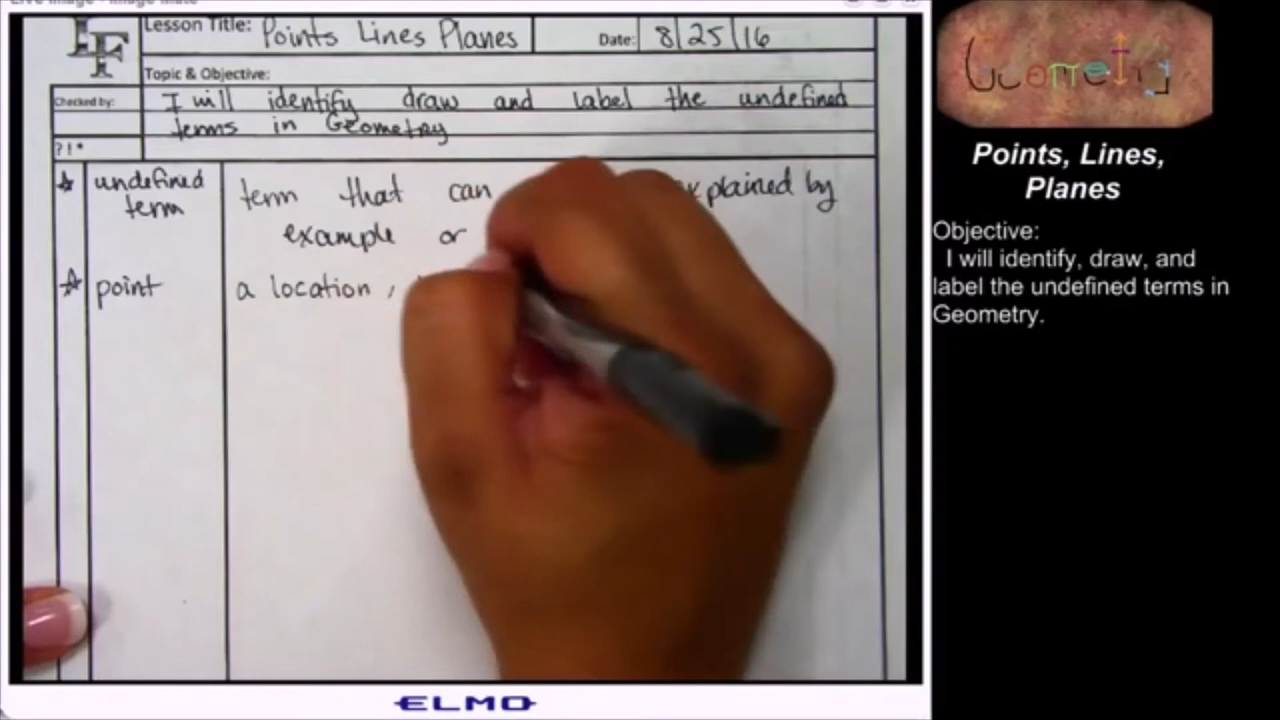 Lesson Title: Points Lines Planes
Date: 8/25/16
Topic & Objective:
Checked by:
I will identify draw and label the undefined
terms in Geometry
? ! *
undefined
term
term that can
by
example or
point
a location,
ELMO
Geometry
Points, Lines,
Planes
Objective:
I will identify, draw, and
label the undefined terms in
Geometry.